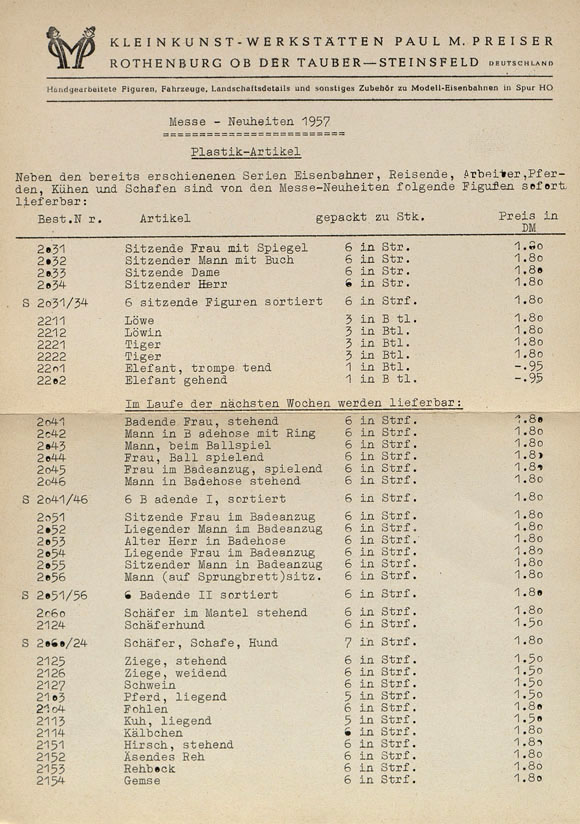 KLEINKUNST-WERKSTÄTTEN PAUL M. PREISER
ROTHENBURG OB DER TAUBER—STEINSFELD DEUTSCHLAND
Handgearbeitete Figuren, Fahrzeuge, Landschaftsdetails und sonstiges Zubehör zu Modell-Eisenbahnen in Spur HO
Messe - Neuheiten 1957
Plastik-Artikel
Neben den bereits erschienenen Serien Eisenbahner, Reisende, Arbeiter,Pfer-
den, Kühen und Schafen sind von den Messe-Neuheiten folgende Figuren sofort
lieferbar:
Best.N r. Artikel gepackt zu Stk. Preis in
DM
2o31 Sitzende Frau mit Spiegel 6 in Str. 1.8o
2o32 Sitzender Mann mit Buch 6 in Str. 1.8o
2o33 Sitzende Dame 6 in Str. 1.8o
2o34 Sitzender Herr 6 in Str. 1.8o
S 2o31/34 6 sitzende Figuren sortiert 6 in Strf. 1.8o
2211 Löwe 3 in B tl. 1.8o
2212 Löwin 3 in Btl. 1.8o
2221 Tiger 3 in Btl. 1.8o
2222 Tiger 3 in Btl. 1.8o
22o1 Elefant, trompe tend 1 in Btl. -.95
22o2 Elefant gehend 1 in B tl. -.95
Im Laufe der nächsten Wochen werden lieferbar:
2o41 Badende Frau, stehend 6 in Strf. 1.8o
2o42 Mann in B adehose mit Ring 6 in Strf. 1.8o
2o43 Mann, beim Ballspiel 6 in Strf. 1.8o
2o44 Frau, Ball spielend 6 in Strf. 1.8o
2o45 Frau im Badeanzug, spielend 6 in Strf. 1.8o
2o46 Mann in Badehose stehend 6 in Strf. 1.8o
S 2o41/46 6 B adende I, sortiert 6 in Strf. 1.8o
2o51 Sitzende Frau im Badeanzug 6 in Strf. 1.8o
2o52 Liegender Mann im Badeanzug 6 in Strf. 1.8o
2o53 Alter Herr in Badehose 6 in Strf. 1.8o
2o54 Liegende Frau im Badeanzug 6 in Strf. 1.8o
2o55 Sitzender Mann in Badeanzug 6 in Strf. 1.8o
2o56 Mann (auf Sprungbrett)sitz. 6 in Strf. 1.8o
S 2o51/56 6 Badende II sortiert 6 in Strf. 1.8o
2o6o Schäfer im Mantel stehend 6 in Strf. 1.8o
2124 Schäferhund 6 in Strf. 1.5o
S 2o6o/24 Schäfer, Schafe, Hund 7 in Strf. 1.8o
2125 Ziege, stehend 6 in Strf. 1.5o
2126 Ziege, weidend 6 in Strf. 1.5o
2127 Schwein 6 in Strf. 1.5o
21o3 Pferd, liegend 5 in Strf. 1.5o
21o4 Fohlen 6 in Strf. 1.8o
2113 Kuh, liegend 5 in Strf. 1.5o
2114 Kälbchen 6 in Strf. 1.8o
2151 Hirsch, stehend 6 in Strf. 1.8o
2152 Äsendes Reh 6 in Strf. 1.8o
2153 Rehbock 6 in Strf. 1.8o
2154 Gemse 6 in Strf. 1.8o